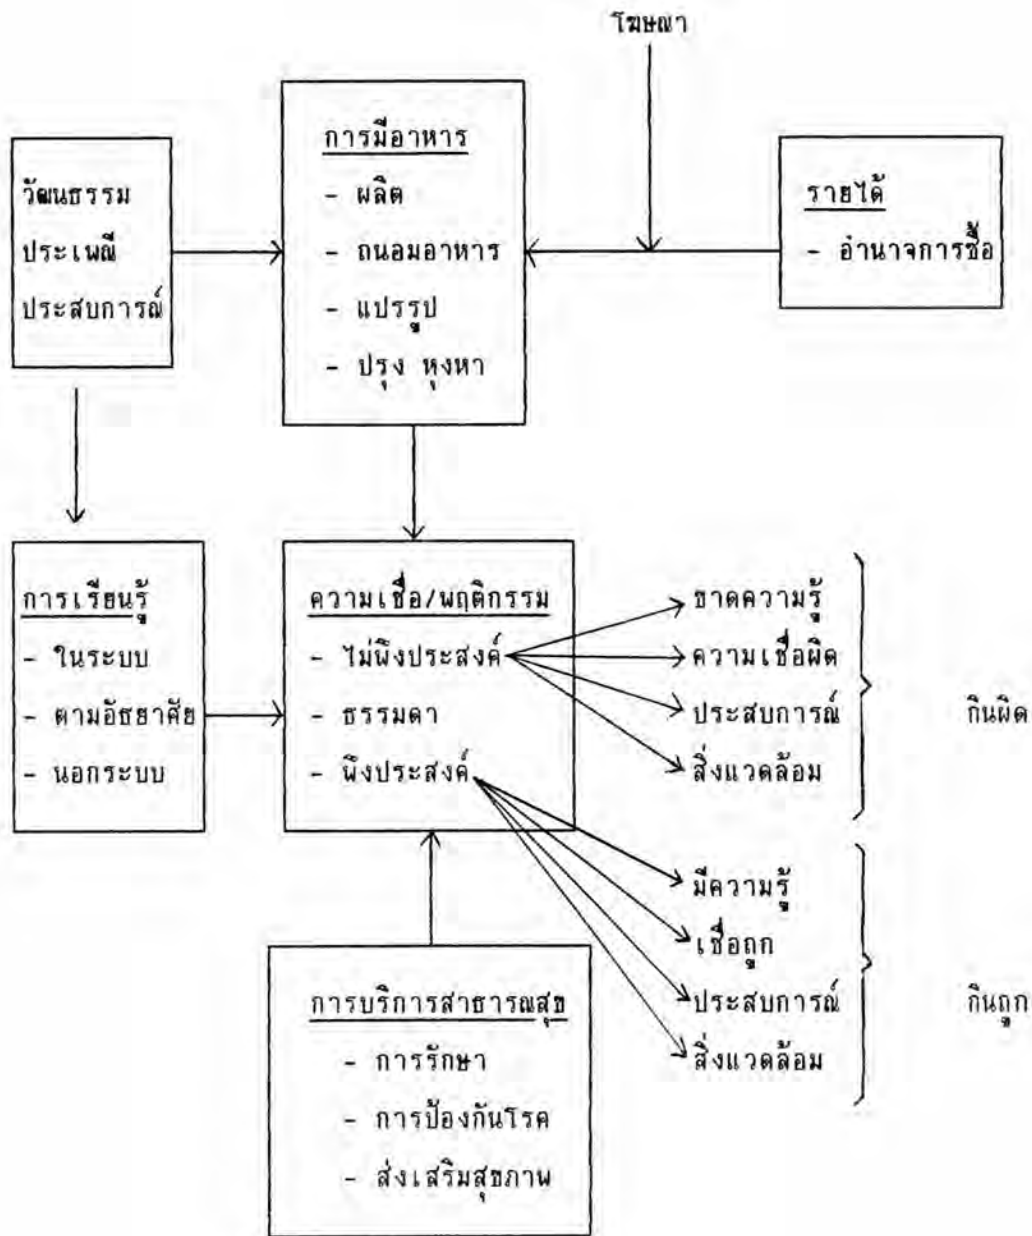 โฆษณา
การมีอาหาร
- ผลิต
- ถนอมอาหาร
- แปรรูป
- ปรุง หุงหา
วัฒนธรรม
ประเพณี
ประสบการณ์
รายได้
- อำนาจการซื้อ
การเรียนรู้
- ในระบบ
- ตามอัธยาศัย
- นอกระบบ
ความเชื่อ/พฤติกรรม
- ไม่พึงประสงค์
- ธรรมดา
- พึงประสงค์
ขาดความรู้
ความเชื่อผิด
ประสบการณ์
สิ่งแวดล้อม
กินผิด
มีความรู้
เชื่อถูก
ประสบการณ์
สิ่งแวดล้อม
กินถูก
การบริการสาธารณสุข
- การรักษา
- การป้องกันโรค
- ส่งเสริมสุขภาพ